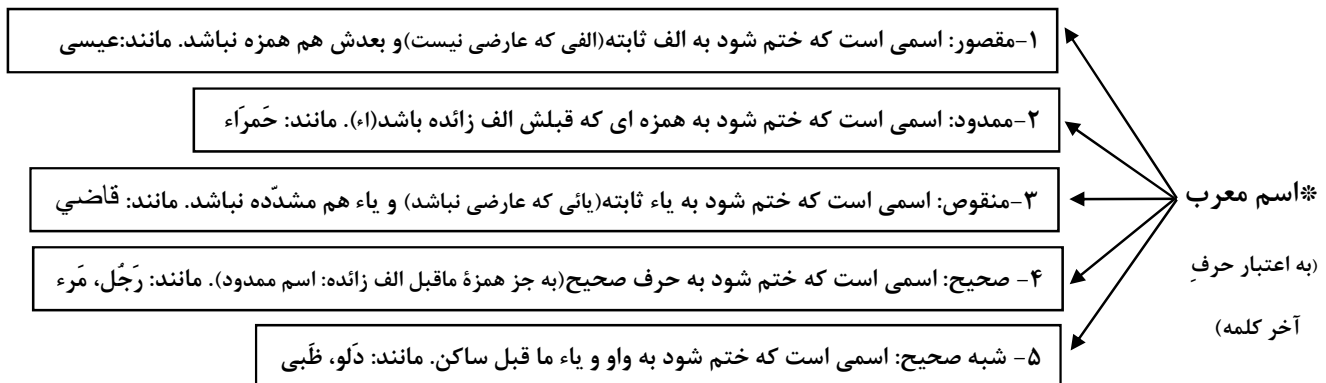 ۱-مقصور: اسمی است که ختم شود به الف ثابته(الفی که عارضی نیست)و بعدش هم همزه نباشد. مانند:عیسی
۲-ممدود: اسمی است که ختم شود به همزه ای که قبلش الف زائده باشد(اء). مانند: حَمرَاء
*اسم معرب
۳-منقوص: اسمی است که ختم شود به یاء ثابته(یائی که عارضی نباشد) و یاء هم مشدّده نباشد. مانند: قاضي
(به اعتبار حرفِ
۴- صحیح: اسمی است که ختم شود به حرف صحیح(به جز همزۀ ماقبل الف زائده: اسم ممدود). مانند: رَجُل، مَرء
آخر کلمه)
۵- شبه صحیح: اسمی است که ختم شود به واو و یاء ما قبل ساکن. مانند: دَلو، ظَبی